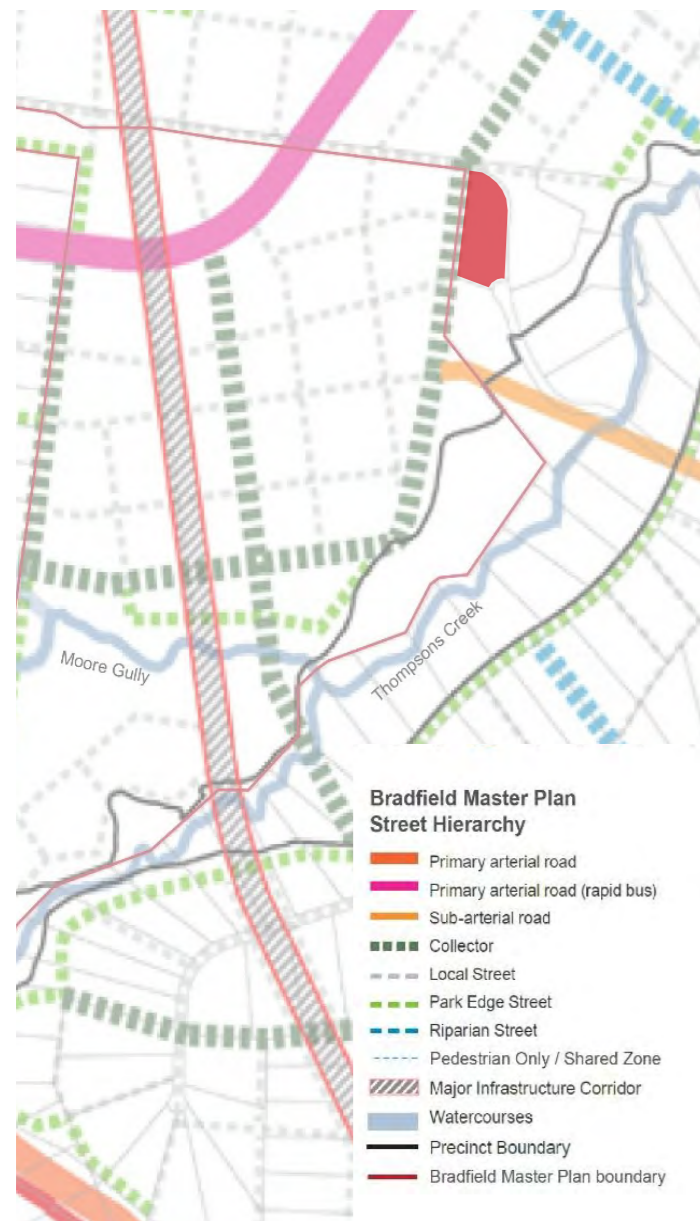 Moore Gully
Thompsons Creek
Bradfield Master Plan
Street Hierarchy
Primary arterial road
Primary arterial road (rapid bus)
Sub-arterial road
Collector
Local Street
Park Edge Street
Riparian Street
Pedestrian Only / Shared Zone
Major Infrastructure Corridor
Watercourses
Precinct Boundary
Bradfield Master Plan boundary